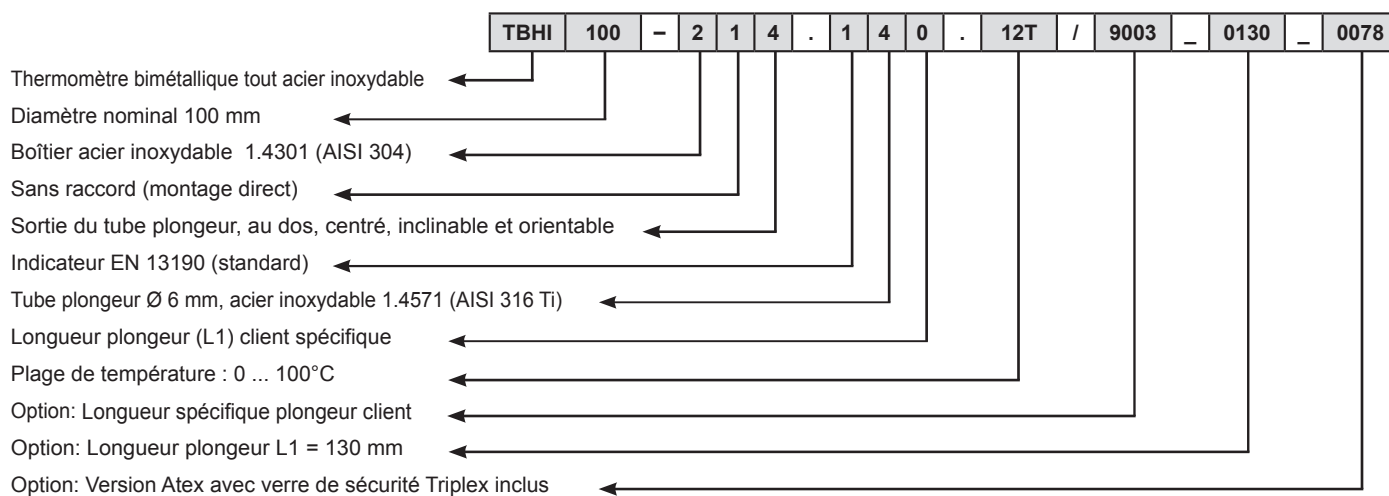 TBHI 100 – 2 1 4 . 1 4 0 . 12T / 9003 _ 0130 _ 0078
Thermomètre bimétallique tout acier inoxydable
Diamètre nominal 100 mm
Boîtier acier inoxydable 1.4301 (AISI 304)
Sans raccord (montage direct)
Sortie du tube plongeur, au dos, centré, inclinable et orientable
Indicateur EN 13190 (standard)
Tube plongeur Ø 6 mm, acier inoxydable 1.4571 (AISI 316 Ti)
Longueur plongeur (L1) client spécifique
Plage de température : 0 ... 100°C
Option: Longueur spécifique plongeur client
Option: Longueur plongeur L1 = 130 mm
Option: Version Atex avec verre de sécurité Triplex inclus